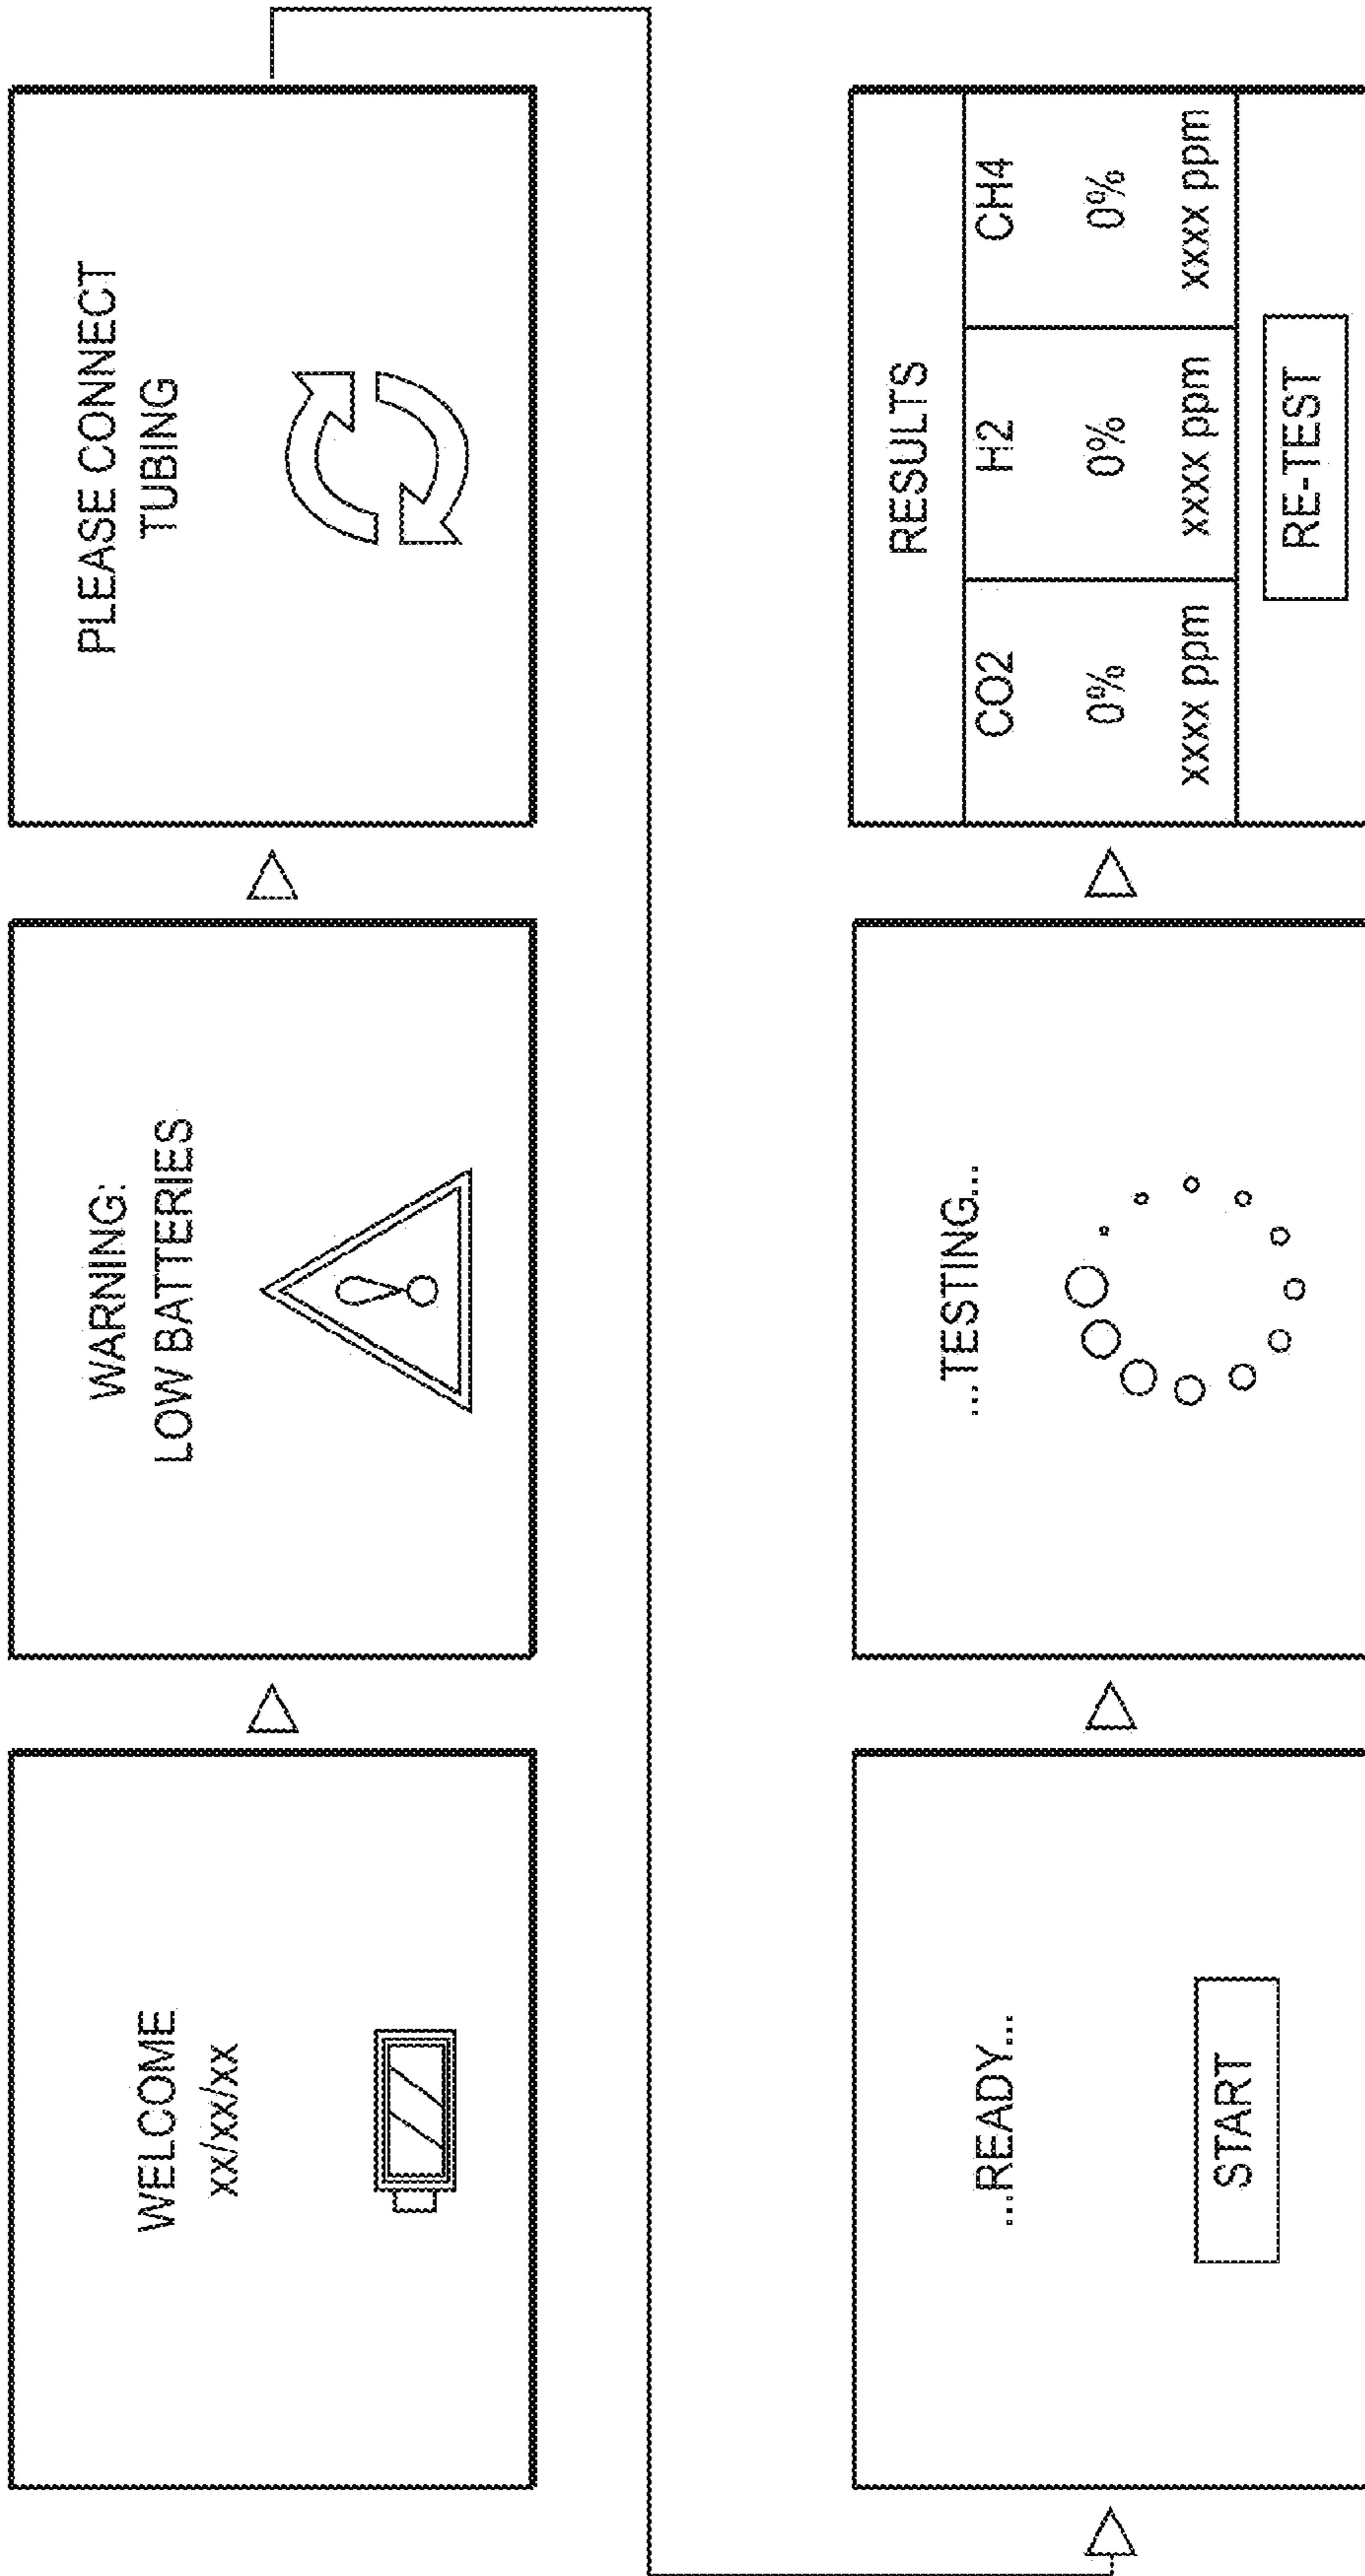 WELCOME
xx/xx/xx
WARNING:
LOW BATTERIES
PLEASE CONNECT
TUBING
...READY...
START
...TESTING...
RESULTS
CO2 H2 CH4
0% 0% 0%
xxxx ppm xxxx ppm xxxx ppm
RE-TEST